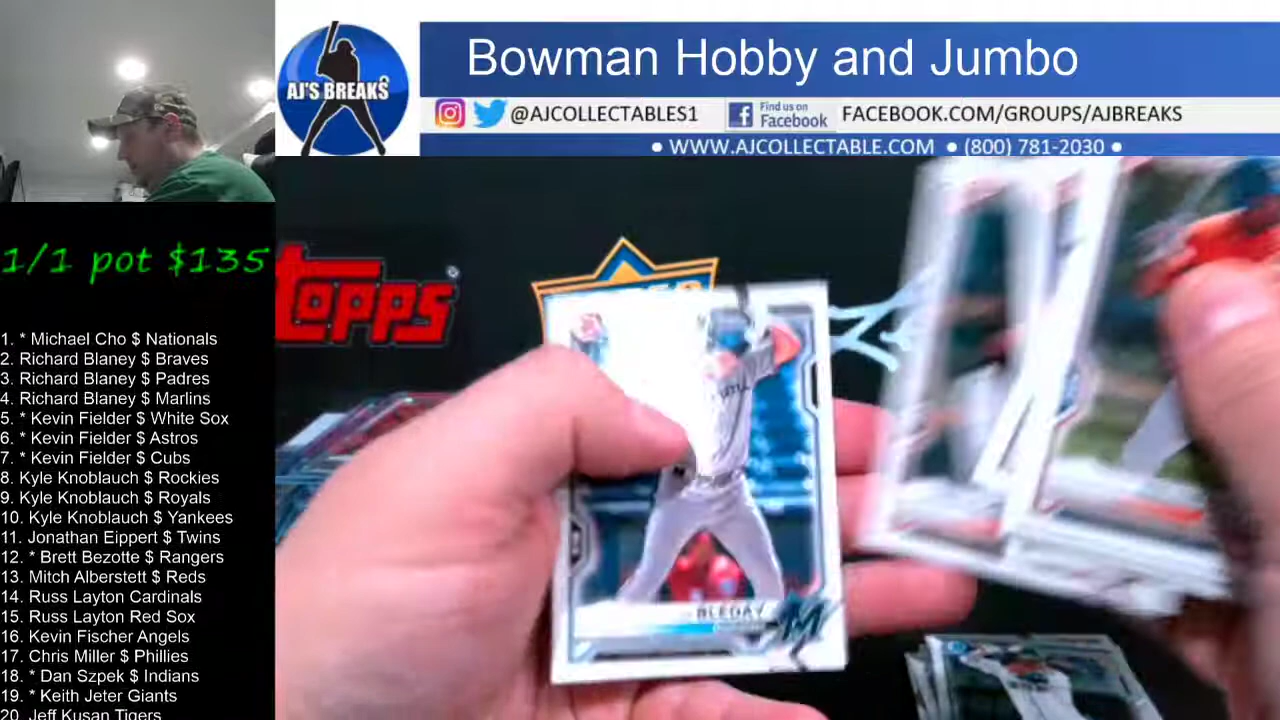 AJ'S BREAKS
Bowman Hobby and Jumbo
@AJCOLLECTABLES1
Find us on
Facebook
FACEBOOK.COM/GROUPS/AJBREAKS
• WWW.AJCOLLECTABLE.COM • (800) 781-2030 •
1/1 pot $135
TOPPS
1. * Michael Cho $ Nationals
2. Richard Blaney $ Braves
3. Richard Blaney $ Padres
4. Richard Blaney $ Marlins
5. * Kevin Fielder $ White Sox
6. * Kevin Fielder $ Astros
7. * Kevin Fielder $ Cubs
8. Kyle Knoblauch $ Rockies
9. Kyle Knoblauch $ Royals
10. Kyle Knoblauch $ Yankees
11. Jonathan Eippert $ Twins
12. * Brett Bezotte $ Rangers
13. Mitch Alberstett $ Reds
14. Russ Layton Cardinals
15. Russ Layton Red Sox
16. Kevin Fischer Angels
17. Chris Miller $ Phillies
18. * Dan Szpek $ Indians
19. * Keith Jeter Giants
20. Jeff Kusan Tigers
BLEDAY